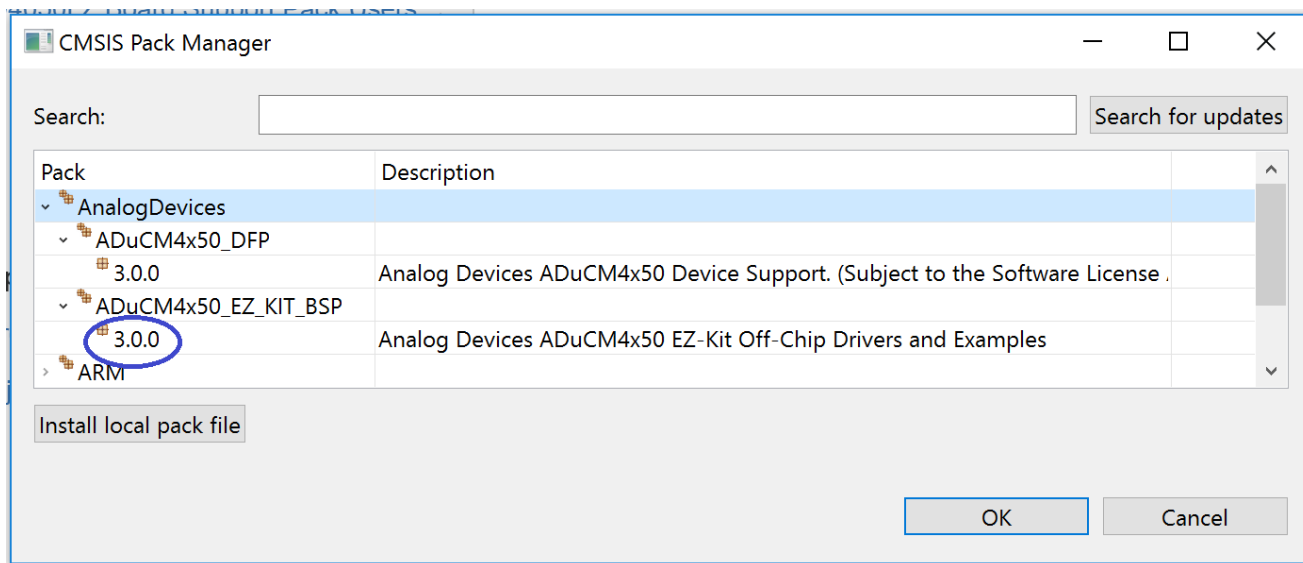 CMSIS Pack Manager
Search:
Search for updates
Pack Description
AnalogDevices
ADuCM4x50_DFP
3.0.0 Analog Devices ADuCM4x50 Device Support. (Subject to the Software License
ADuCM4x50_EZ_KIT_BSP
3.0.0 Analog Devices ADuCM4x50 EZ-Kit Off-Chip Drivers and Examples
ARM
Install local pack file
OK Cancel